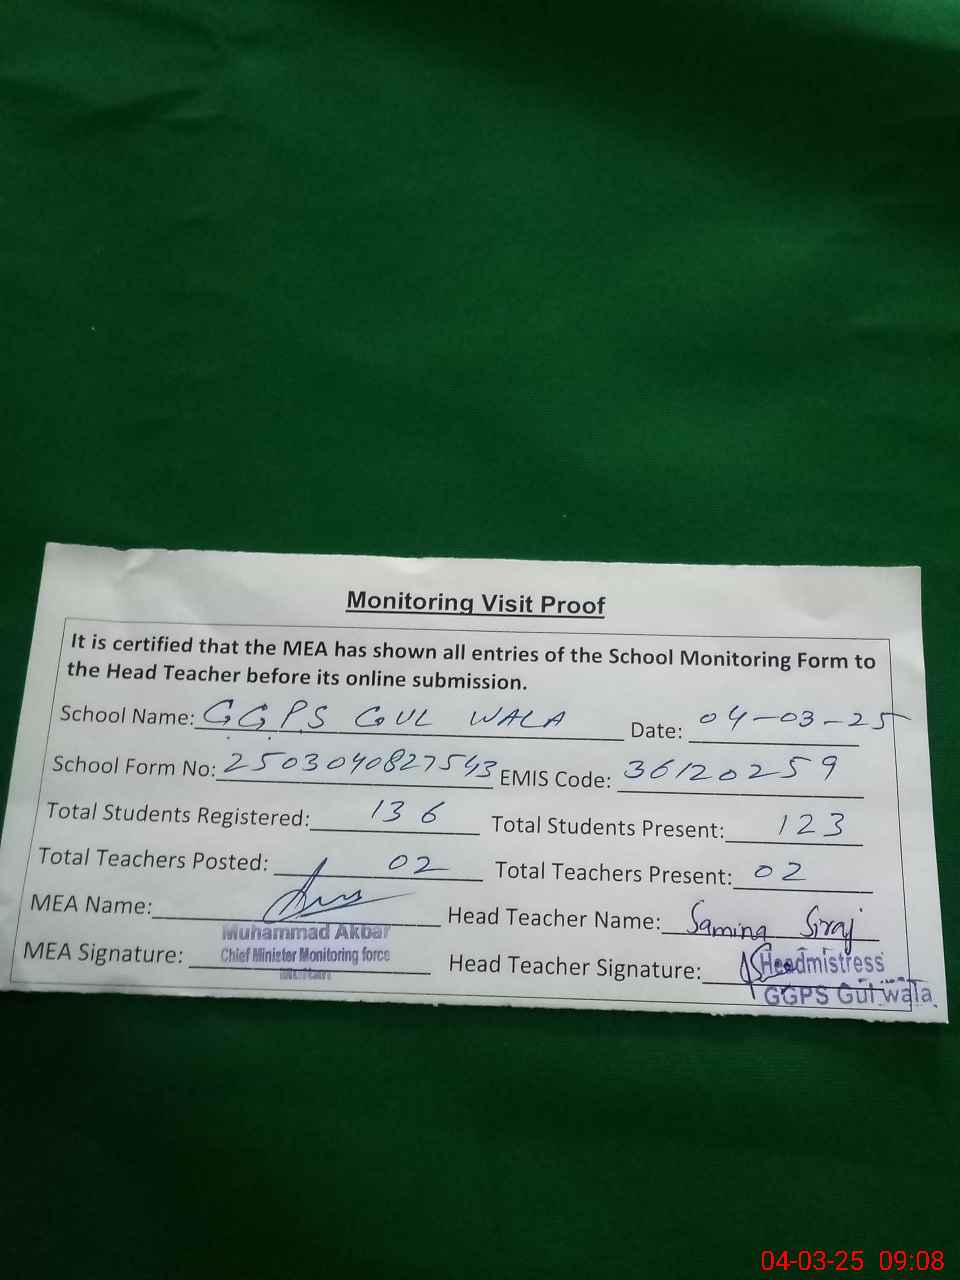 Monitoring Visit Proof
It is certified that the MEA has shown all entries of the School Monitoring Form to
the Head Teacher before its online submission.
School Name: GGPS GUL WALA Date: 04-03-25
School Form No: 2503040827543 EMIS Code: 36120259
Total Students Registered: 136 Total Students Present: 123
Total Teachers Posted: 02 Total Teachers Present: 02
MEA Name: Head Teacher Name: Samina Siraj
Muhammad Akbar
MEA Signature: Chief Minister Monitoring force Head Teacher Signature: Headmistress
Multan GGPS Gul wala
04-03-25 09:08